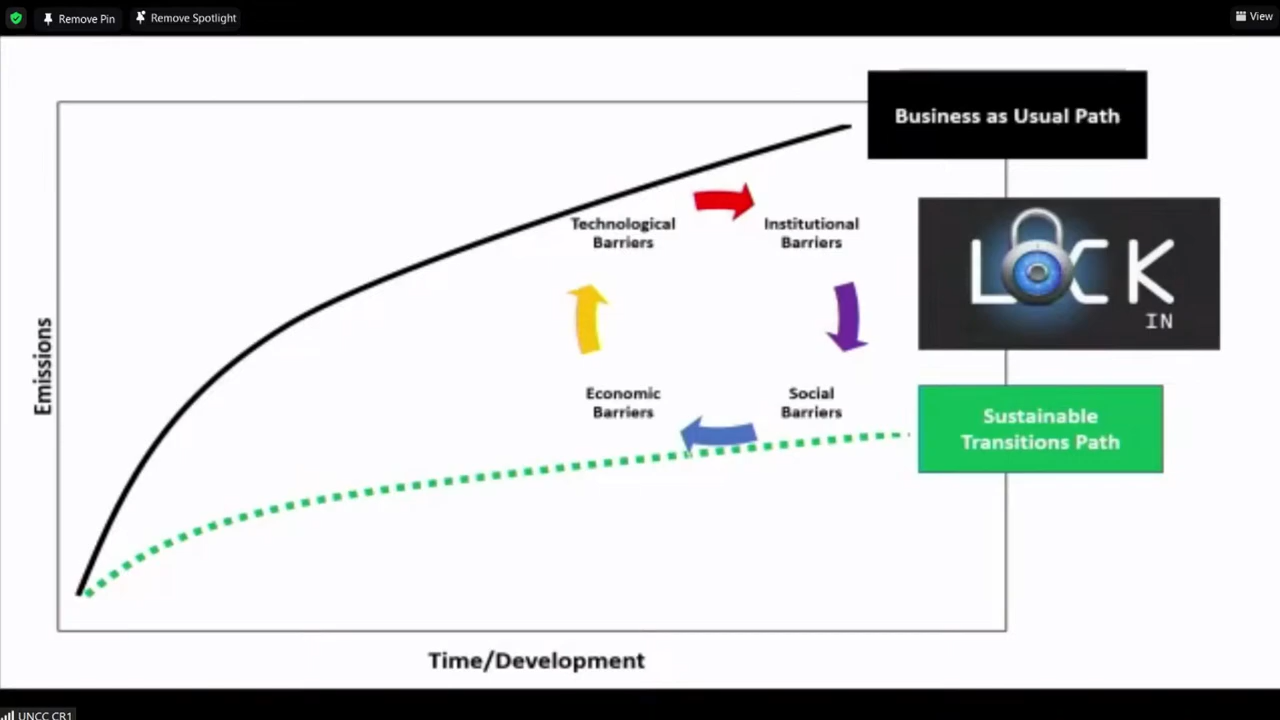 Remove Pin
Remove Spotlight
View
Business as Usual Path
Technological
Barriers
Institutional
Barriers
LOCK
IN
Emissions
Economic
Barriers
Social
Barriers
Sustainable
Transitions Path
Time/Development
UNCC CR1